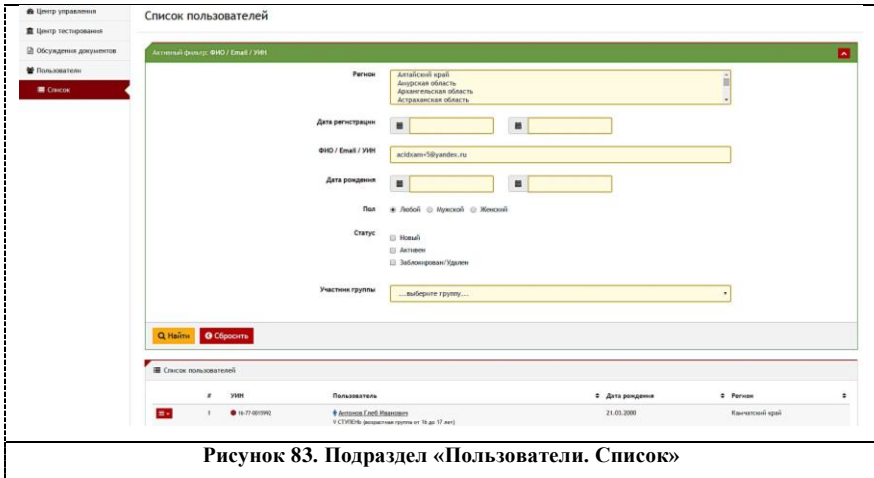 Центр управления
Список пользователей
Центр тестирования
Обсуждения документов
Пользователи
Список
Активный фильтр: ФИО / Email / УИН
Регион
Алтайский край
Амурская область
Архангельская область
Астраханская область
Дата регистрации
ФИО / Email / УИН
acidxam+5@yandex.ru
Дата рождения
Пол
Любой Мужской Женский
Статус
Новый
Активен
Заблокирован/Удален
Участник группы
....выберите группу....
Найти Сбросить
Список пользователей
# УИН Пользователь Дата рождения Регион
1 16-77-0015992 Антонов Глеб Иванович 21.03.2000 Камчатский край
V СТУПЕНЬ (возрастная группа от 16 до 17 лет)
Рисунок 83. Подраздел «Пользователи. Список»